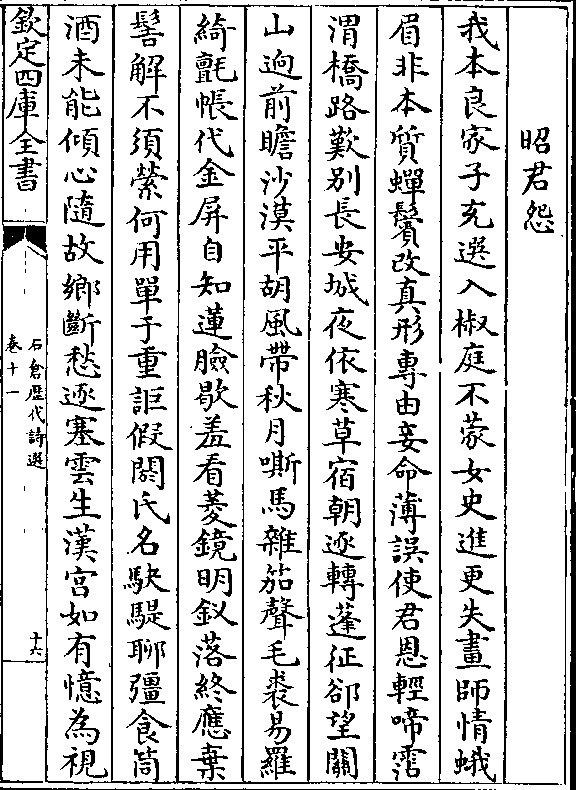 昭君怨
我本良家子充選入椒庭不蒙女史進更失畫師情蛾
眉非本質蟬鬢改真形專由妾命薄誤使君恩輕啼霑
渭橋路歎別長安城夜依寒草宿朝逐轉蓬征郤望關
山逈前瞻沙漠平胡風帶秋月嘶馬雜笳聲毛裘易羅
綺氊帳代金屏自知蓮臉歇羞看菱鏡明釵落終應棄
髻解不須縈何用單于重詎假閼氏名駃騠聊彊食筒
酒未能傾心隨故鄉斷愁逐塞雲生漢宫如有憶為視
欽定四庫全書
石倉歴代詩選
卷十一
十六